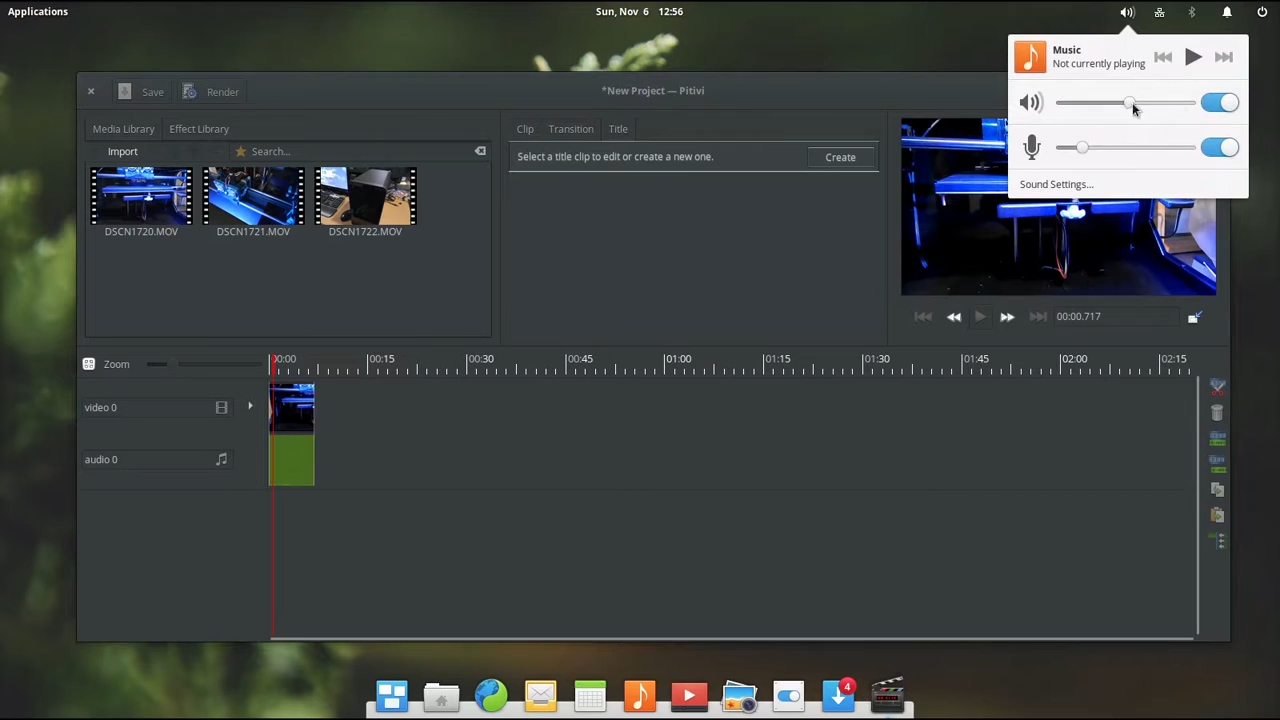 Applications
Sun, Nov 6 12:56
Music
Not currently playing
Sound Settings...
Save
Render
*New Project — Pitivi
Media Library
Effect Library
Import
Search...
DSCN1720.MOV
DSCN1721.MOV
DSCN1722.MOV
Clip
Transition
Title
Select a title clip to edit or create a new one.
Create
00:00.717
Zoom
00:00
00:15
00:30
00:45
01:00
01:15
01:30
01:45
02:00
02:15
video 0
audio 0
4